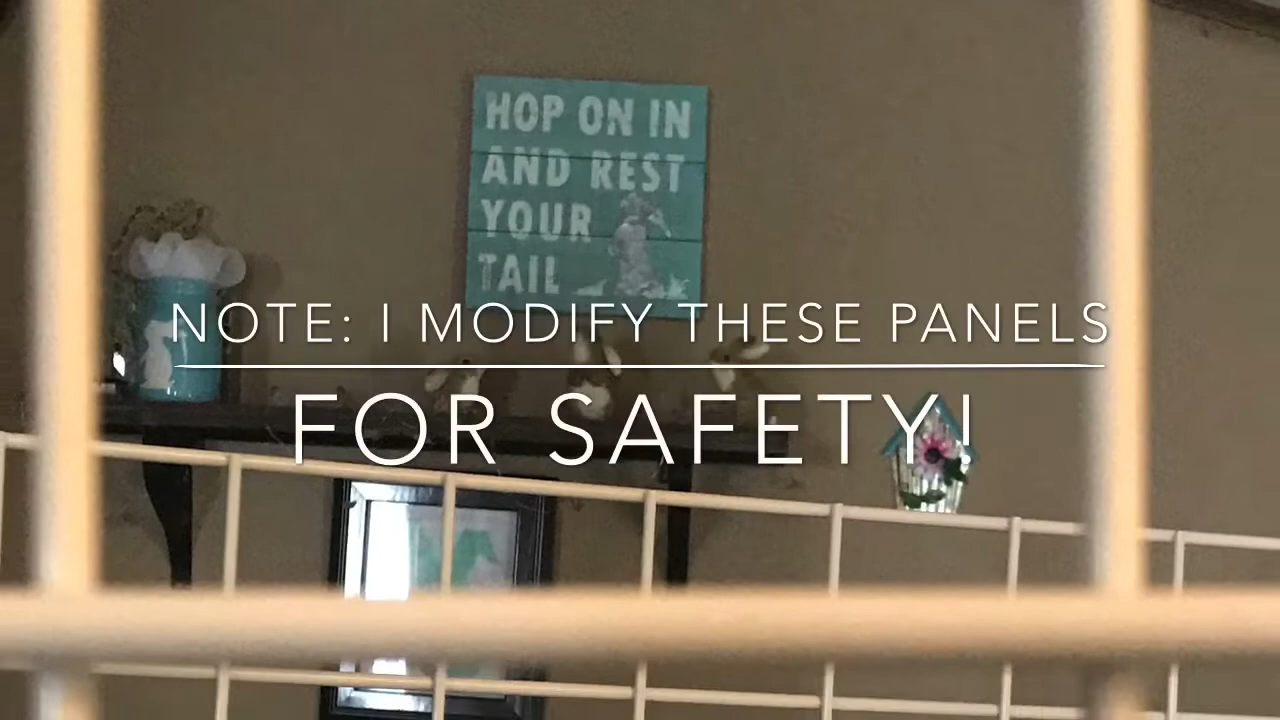 HOP ON IN
AND REST
YOUR
TAIL
NOTE: I MODIFY THESE PANELS
FOR SAFETY!